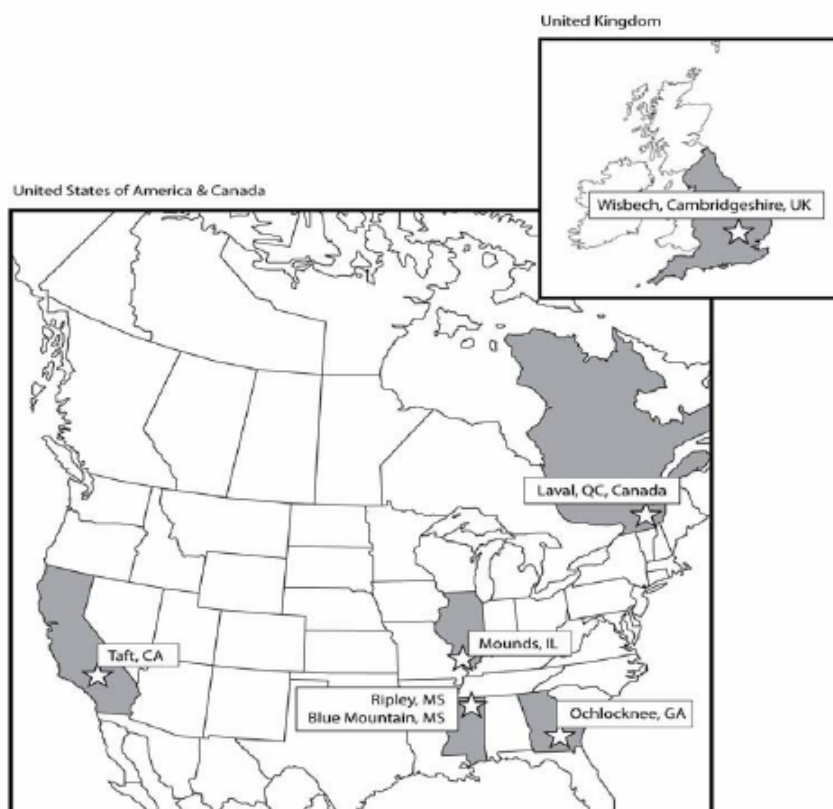 United Kingdom
Wisbech, Cambridgeshire, UK
United States of America & Canada
Laval, QC, Canada
Mounds, IL
Taft, CA
Ripley, MS
Blue Mountain, MS
Ochlocknee, GA